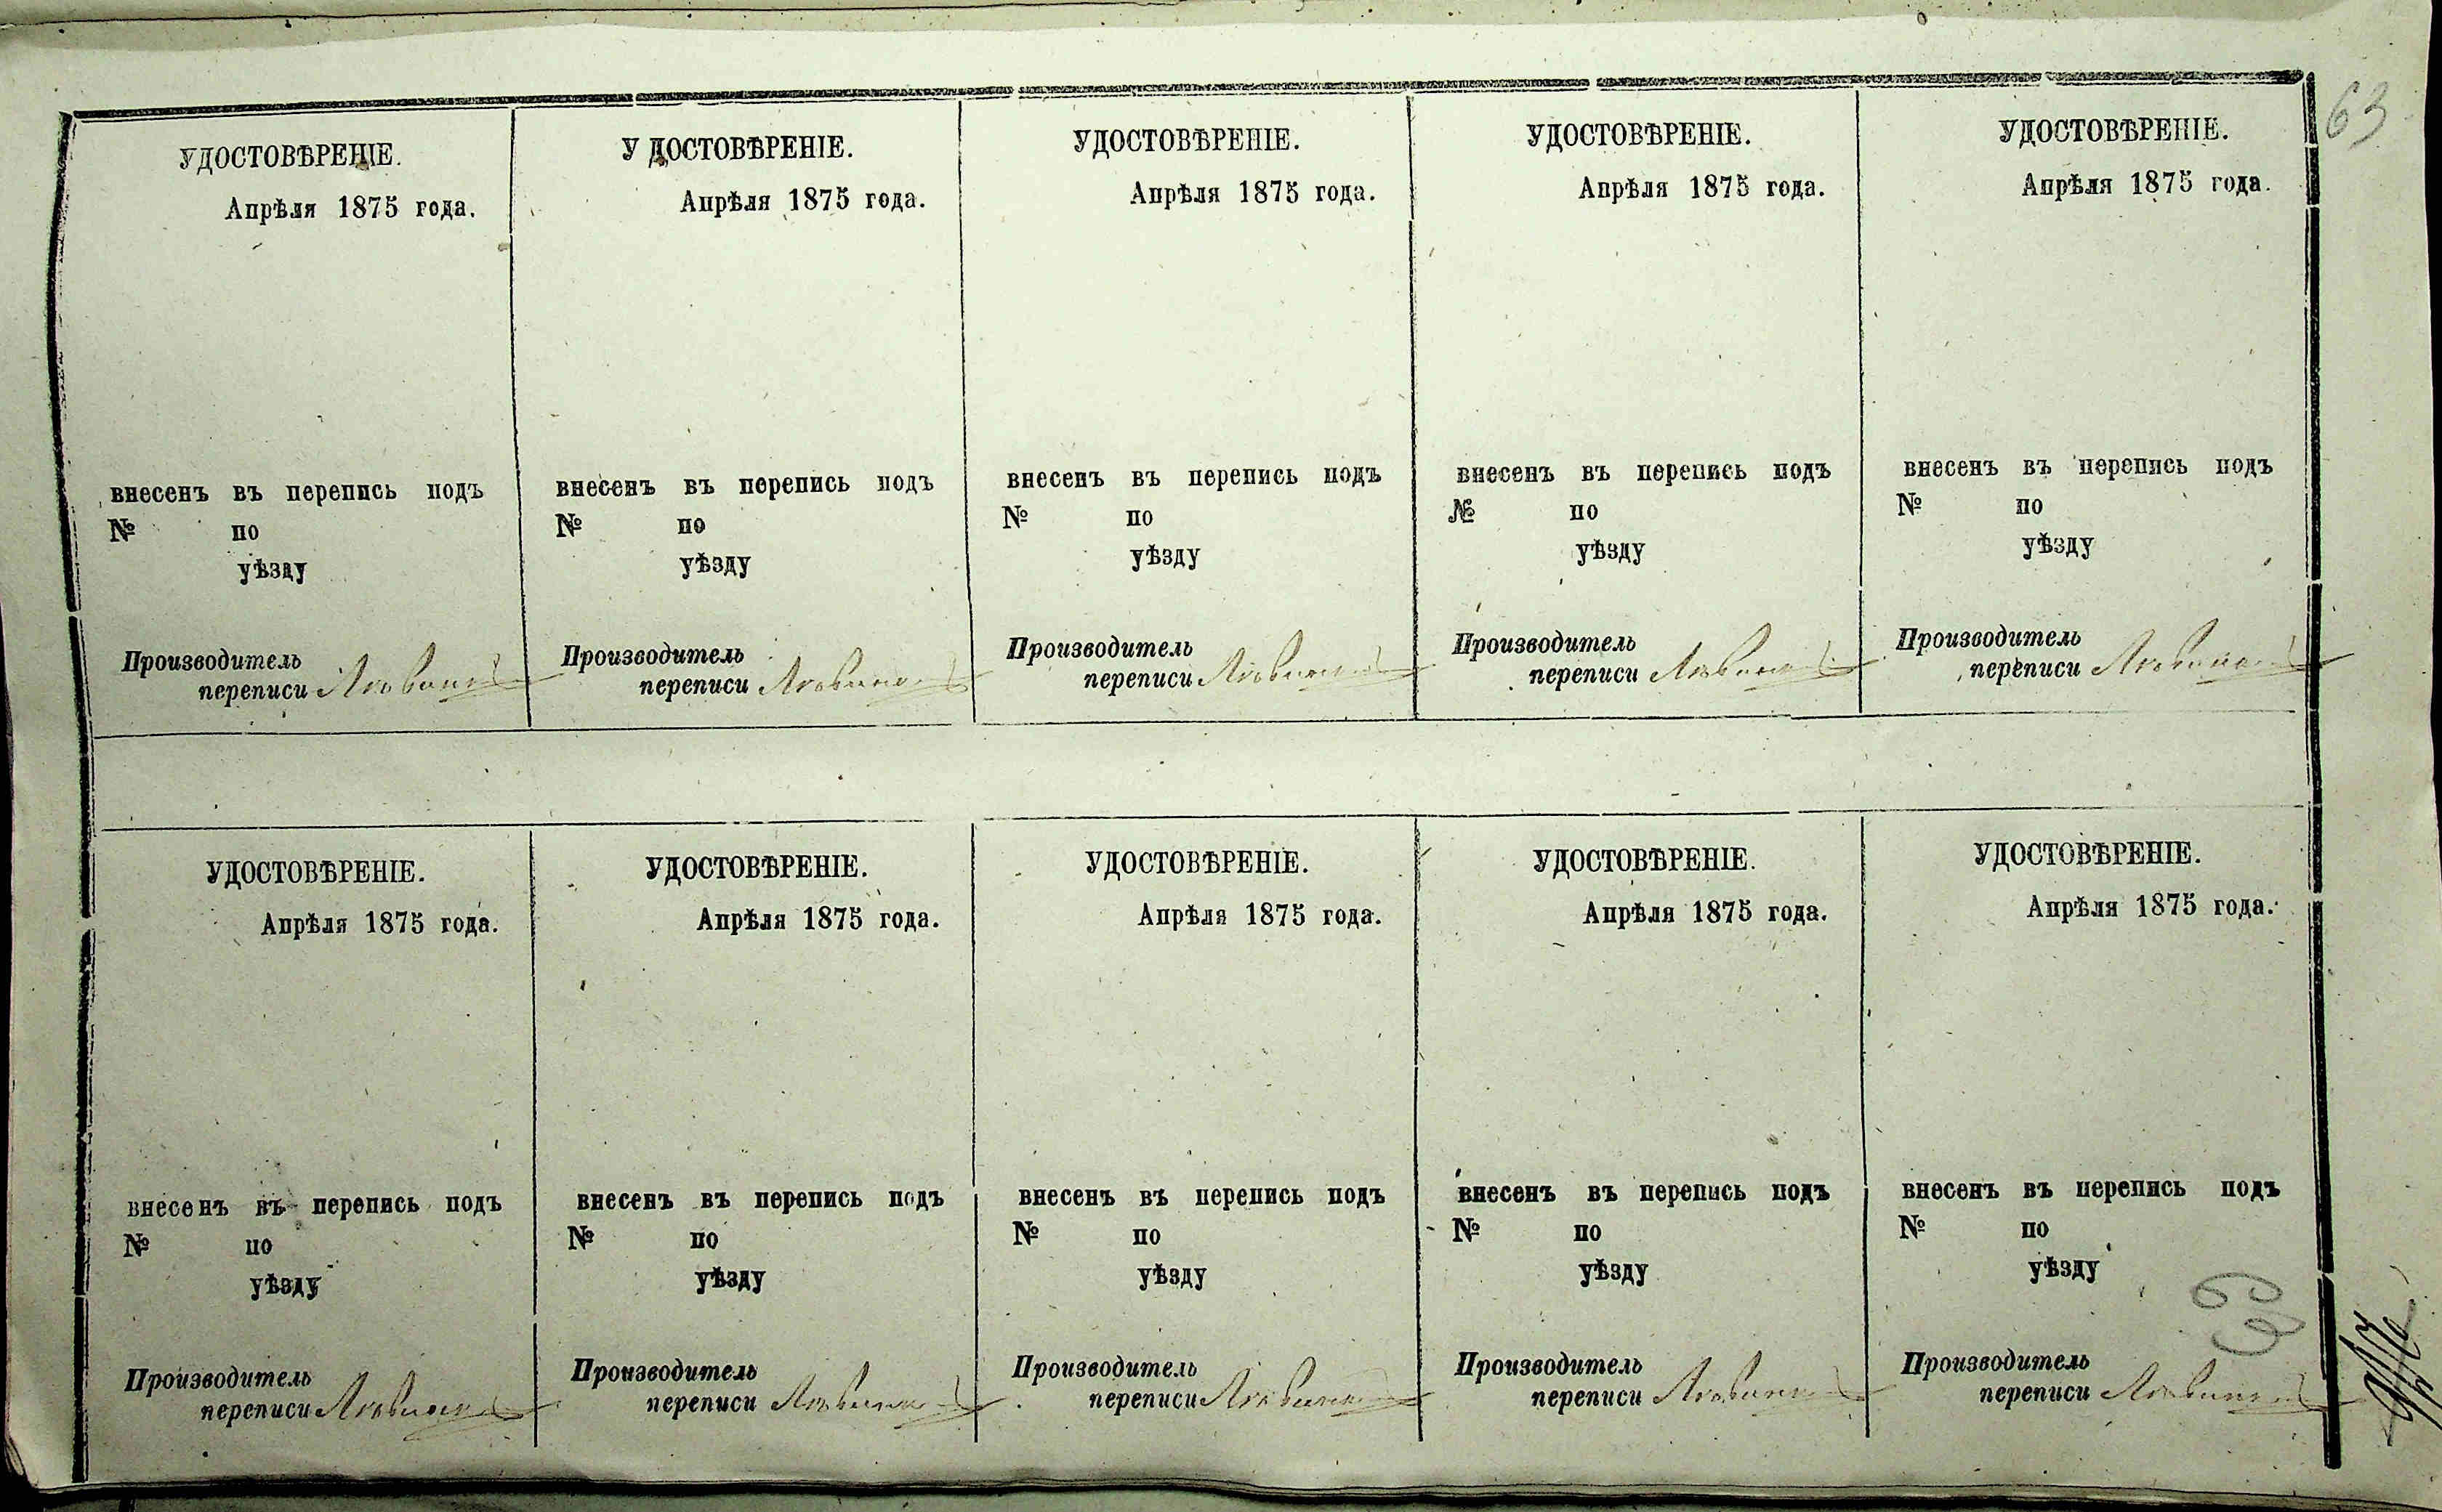 63
УДОСТОВѢРЕНІЕ.
Апрѣля 1875 года.
внесенъ въ перепись подъ
№ по
уѣзду
Производитель
переписи
УДОСТОВѢРЕНІЕ.
Апрѣля 1875 года.
внесенъ въ перепись подъ
№ по
уѣзду
Производитель
переписи
УДОСТОВѢРЕНІЕ.
Апрѣля 1875 года.
внесенъ въ перепись подъ
№ по
уѣзду
Производитель
переписи
УДОСТОВѢРЕНІЕ.
Апрѣля 1875 года.
внесенъ въ перепись подъ
№ по
уѣзду
Производитель
переписи
УДОСТОВѢРЕНІЕ.
Апрѣля 1875 года.
внесенъ въ перепись подъ
№ по
уѣзду
Производитель
переписи
УДОСТОВѢРЕНІЕ.
Апрѣля 1875 года.
внесенъ въ перепись подъ
№ по
уѣзду
Производитель
переписи
УДОСТОВѢРЕНІЕ.
Апрѣля 1875 года.
внесенъ въ перепись подъ
№ по
уѣзду
Производитель
переписи
УДОСТОВѢРЕНІЕ.
Апрѣля 1875 года.
внесенъ въ перепись подъ
№ по
уѣзду
Производитель
переписи
УДОСТОВѢРЕНІЕ.
Апрѣля 1875 года.
внесенъ въ перепись подъ
№ по
уѣзду
Производитель
переписи
УДОСТОВѢРЕНІЕ.
Апрѣля 1875 года.
внесенъ въ перепись подъ
№ по
уѣзду
Производитель
переписи